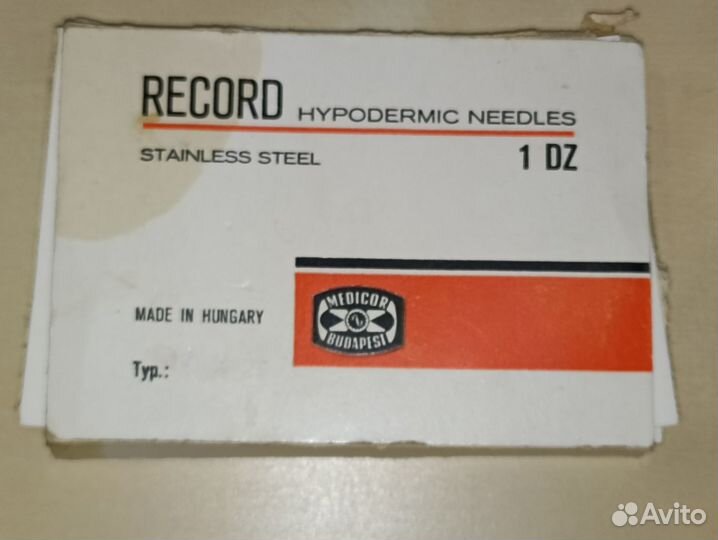 RECORD HYPODERMIC NEEDLES
STAINLESS STEEL 1 DZ
MADE IN HUNGARY
MEDICOR
BUDAPEST
Typ.:
Avito